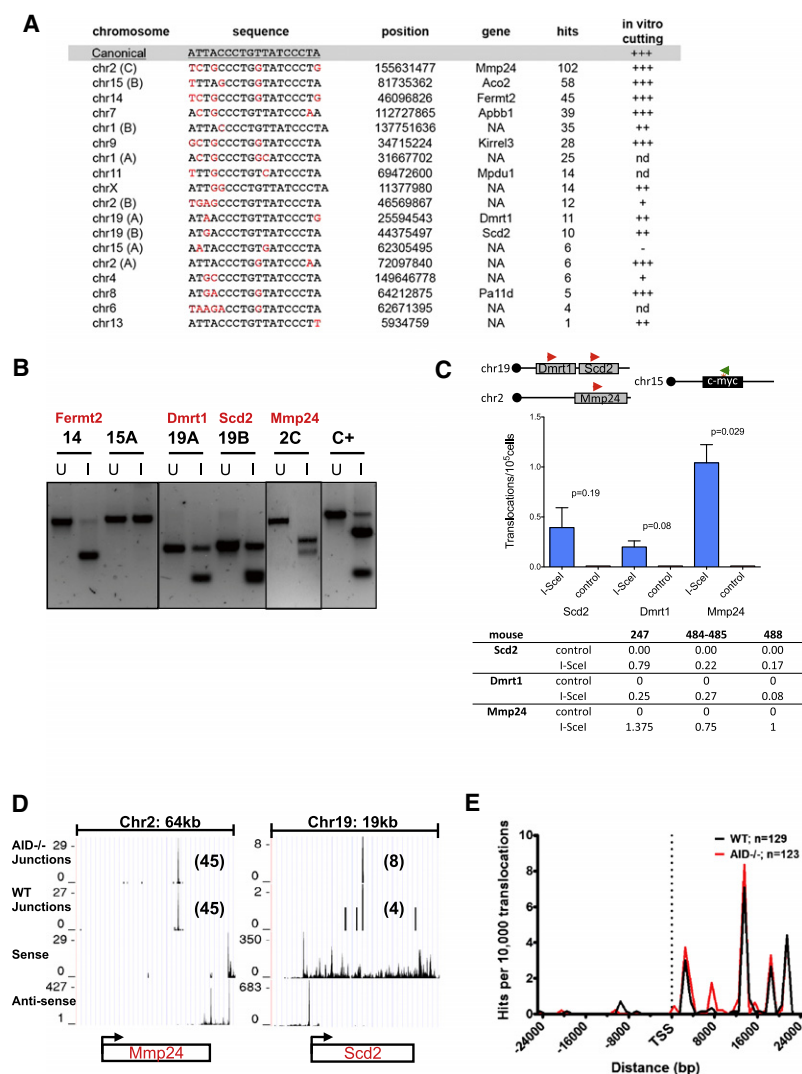 A
chromosome sequence position gene hits in vitro cutting
Canonical ATTACCCTGTTATCCCTA +++
chr2 (C) TCTGCCCTGGTATCCCTG 155631477 Mmp24 102 +++
chr15 (B) TTTAGCCTGGTATCCCTA 81735362 Aco2 58 +++
chr14 TCTGCCCTGGTATCCCTG 46096826 Fermt2 45 +++
chr7 ACTGCCCTGTTATCCCAA 112727865 Apbb1 39 +++
chr1 (B) ATTACCCCTGTTATCCCTA 137751636 NA 35 ++
chr9 GCTGCCCTGGTATCCCTA 34715224 Kirrel3 28 +++
chr1 (A) ACTGCCCTGGCATCCCTA 31667702 NA 25 nd
chr11 TTTGCCCTGTCATCCCTA 69472600 Mpdu1 14 nd
chrX ATTGGCCCTGTTATCCCTA 11377980 NA 14 ++
chr2 (B) TGAGCCCTGTTATCCCTA 46569867 NA 12 +
chr19 (A) ATAACCCTGTTATCCCTG 25594543 Dmrt1 11 ++
chr19 (B) ATGACCCTGTTATCCCTA 44375497 Scd2 10 ++
chr15 (A) AATACCCTGGTATCCCTA 62305495 NA 6 -
chr2 (A) ATTACCCTGGTATCCCAA 72097840 NA 6 +++
chr4 ATGCCCCTGTTATCCCTA 149646778 NA 6 +
chr8 ATGACCCTGGTATCCCTA 64212875 Pa11d 5 +++
chr6 TAAGACCTGGTATCCCTA 62671395 NA 4 nd
chr13 ATTACCCTGTTATCCCTT 5934759 NA 1 ++
B
Fermt2 Dmrt1 Scd2 Mmp24
14 15A 19A 19B 2C C+
U I U I U I U I U I U I
C
chr19 Dmrt1 Scd2
chr15 c-myc
chr2 Mmp24
Translocations/10⁵cells
1.5
1.0
0.5
0.0
p=0.19
p=0.08
p=0.029
I-SceI control I-SceI control I-SceI control
Scd2 Dmrt1 Mmp24
mouse 247 484-485 488
Scd2 control 0.00 0.00 0.00
I-SceI 0.79 0.22 0.17
Dmrt1 control 0 0 0
I-SceI 0.25 0.27 0.08
Mmp24 control 0 0 0
I-SceI 1.375 0.75 1
D
Chr2: 64kb Chr19: 19kb
AID-/- Junctions 29 0 (45) 8 0 (8)
WT Junctions 27 0 (45) 2 0 (4)
Sense 29 0 350 0
Anti-sense 427 1 683 0
Mmp24 Scd2
E
Hits per 10,000 translocations
10
8
6
4
2
0
WT; n=129
AID-/-; n=123
-24000 -16000 -8000 TSS 8000 16000 24000
Distance (bp)